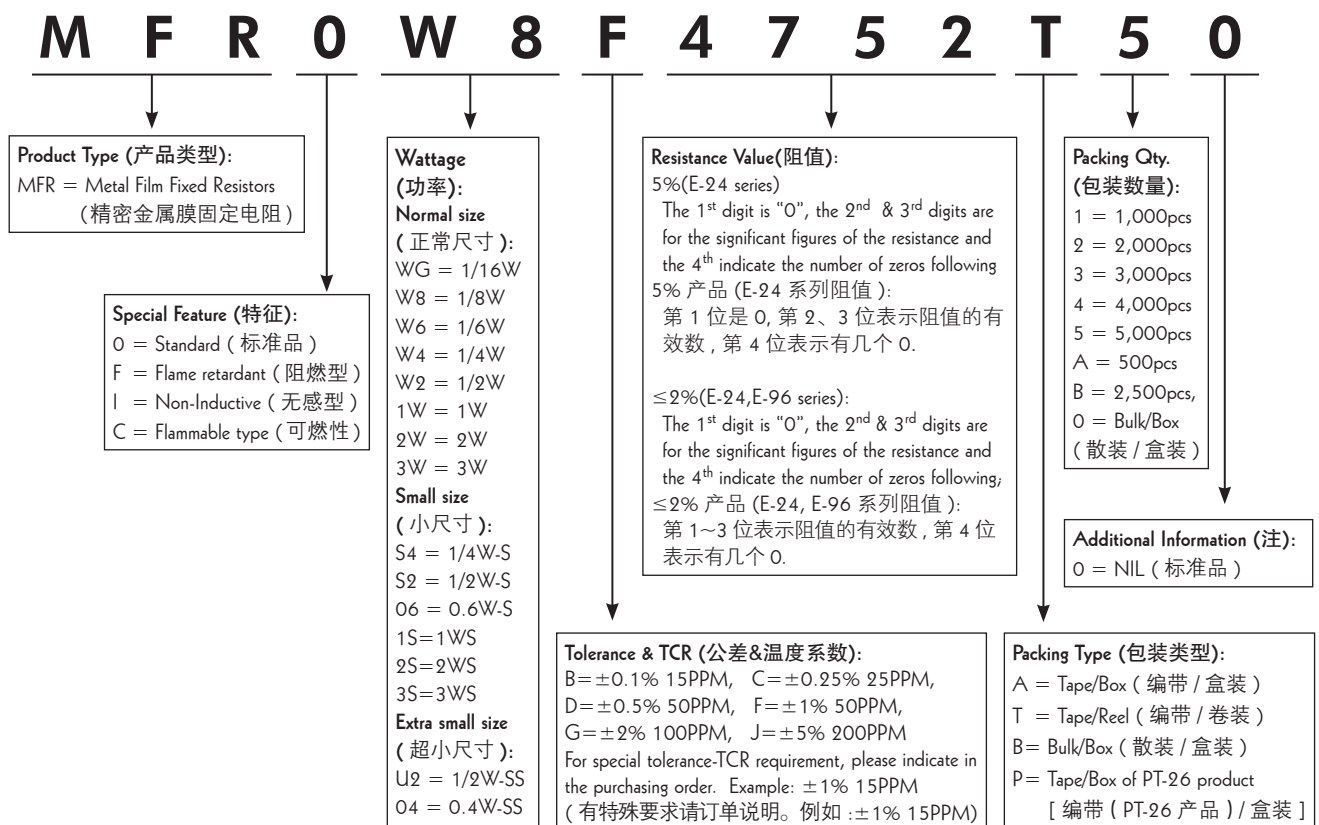 M F R 0 W 8 F 4 7 5 2 T 5 0
Product Type (产品类型):
MFR = Metal Film Fixed Resistors
(精密金属膜固定电阻)
Special Feature (特征):
0 = Standard ( 标准品 )
F = Flame retardant ( 阻燃型 )
I = Non-Inductive ( 无感型 )
C = Flammable type ( 可燃性 )
Wattage
(功率):
Normal size
( 正常尺寸 ):
WG = 1/16W
W8 = 1/8W
W6 = 1/6W
W4 = 1/4W
W2 = 1/2W
1W = 1W
2W = 2W
3W = 3W
Small size
( 小尺寸 ):
S4 = 1/4W-S
S2 = 1/2W-S
06 = 0.6W-S
1S=1WS
2S=2WS
3S=3WS
Extra small size
( 超小尺寸 ):
U2 = 1/2W-SS
04 = 0.4W-SS
Tolerance & TCR (公差&温度系数):
B=±0.1% 15PPM, C=±0.25% 25PPM,
D=±0.5% 50PPM, F=±1% 50PPM,
G=±2% 100PPM, J=±5% 200PPM
For special tolerance-TCR requirement, please indicate in
the purchasing order. Example: ±1% 15PPM
( 有特殊要求请订单说明。例如 :±1% 15PPM)
Resistance Value(阻值):
5%(E-24 series)
The 1st digit is “0”, the 2nd & 3rd digits are
for the significant figures of the resistance and
the 4th indicate the number of zeros following
5% 产品 (E-24 系列阻值 ):
第 1 位是 0, 第 2、3 位表示阻值的有
效数 , 第 4 位表示有几个 0.
≤2%(E-24,E-96 series):
The 1st digit is “0”, the 2nd & 3rd digits are
for the significant figures of the resistance and
the 4th indicate the number of zeros following;
≤2% 产品 (E-24, E-96 系列阻值 ):
第 1~3 位表示阻值的有效数 , 第 4 位
表示有几个 0.
Packing Type (包装类型):
A = Tape/Box ( 编带 / 盒装 )
T = Tape/Reel ( 编带 / 卷装 )
B= Bulk/Box ( 散装 / 盒装 )
P= Tape/Box of PT-26 product
[ 编带 ( PT-26 产品 ) / 盒装 ]
Packing Qty.
(包装数量):
1 = 1,000pcs
2 = 2,000pcs
3 = 3,000pcs
4 = 4,000pcs
5 = 5,000pcs
A = 500pcs
B = 2,500pcs,
0 = Bulk/Box
( 散装 / 盒装 )
Additional Information (注):
0 = NIL ( 标准品 )